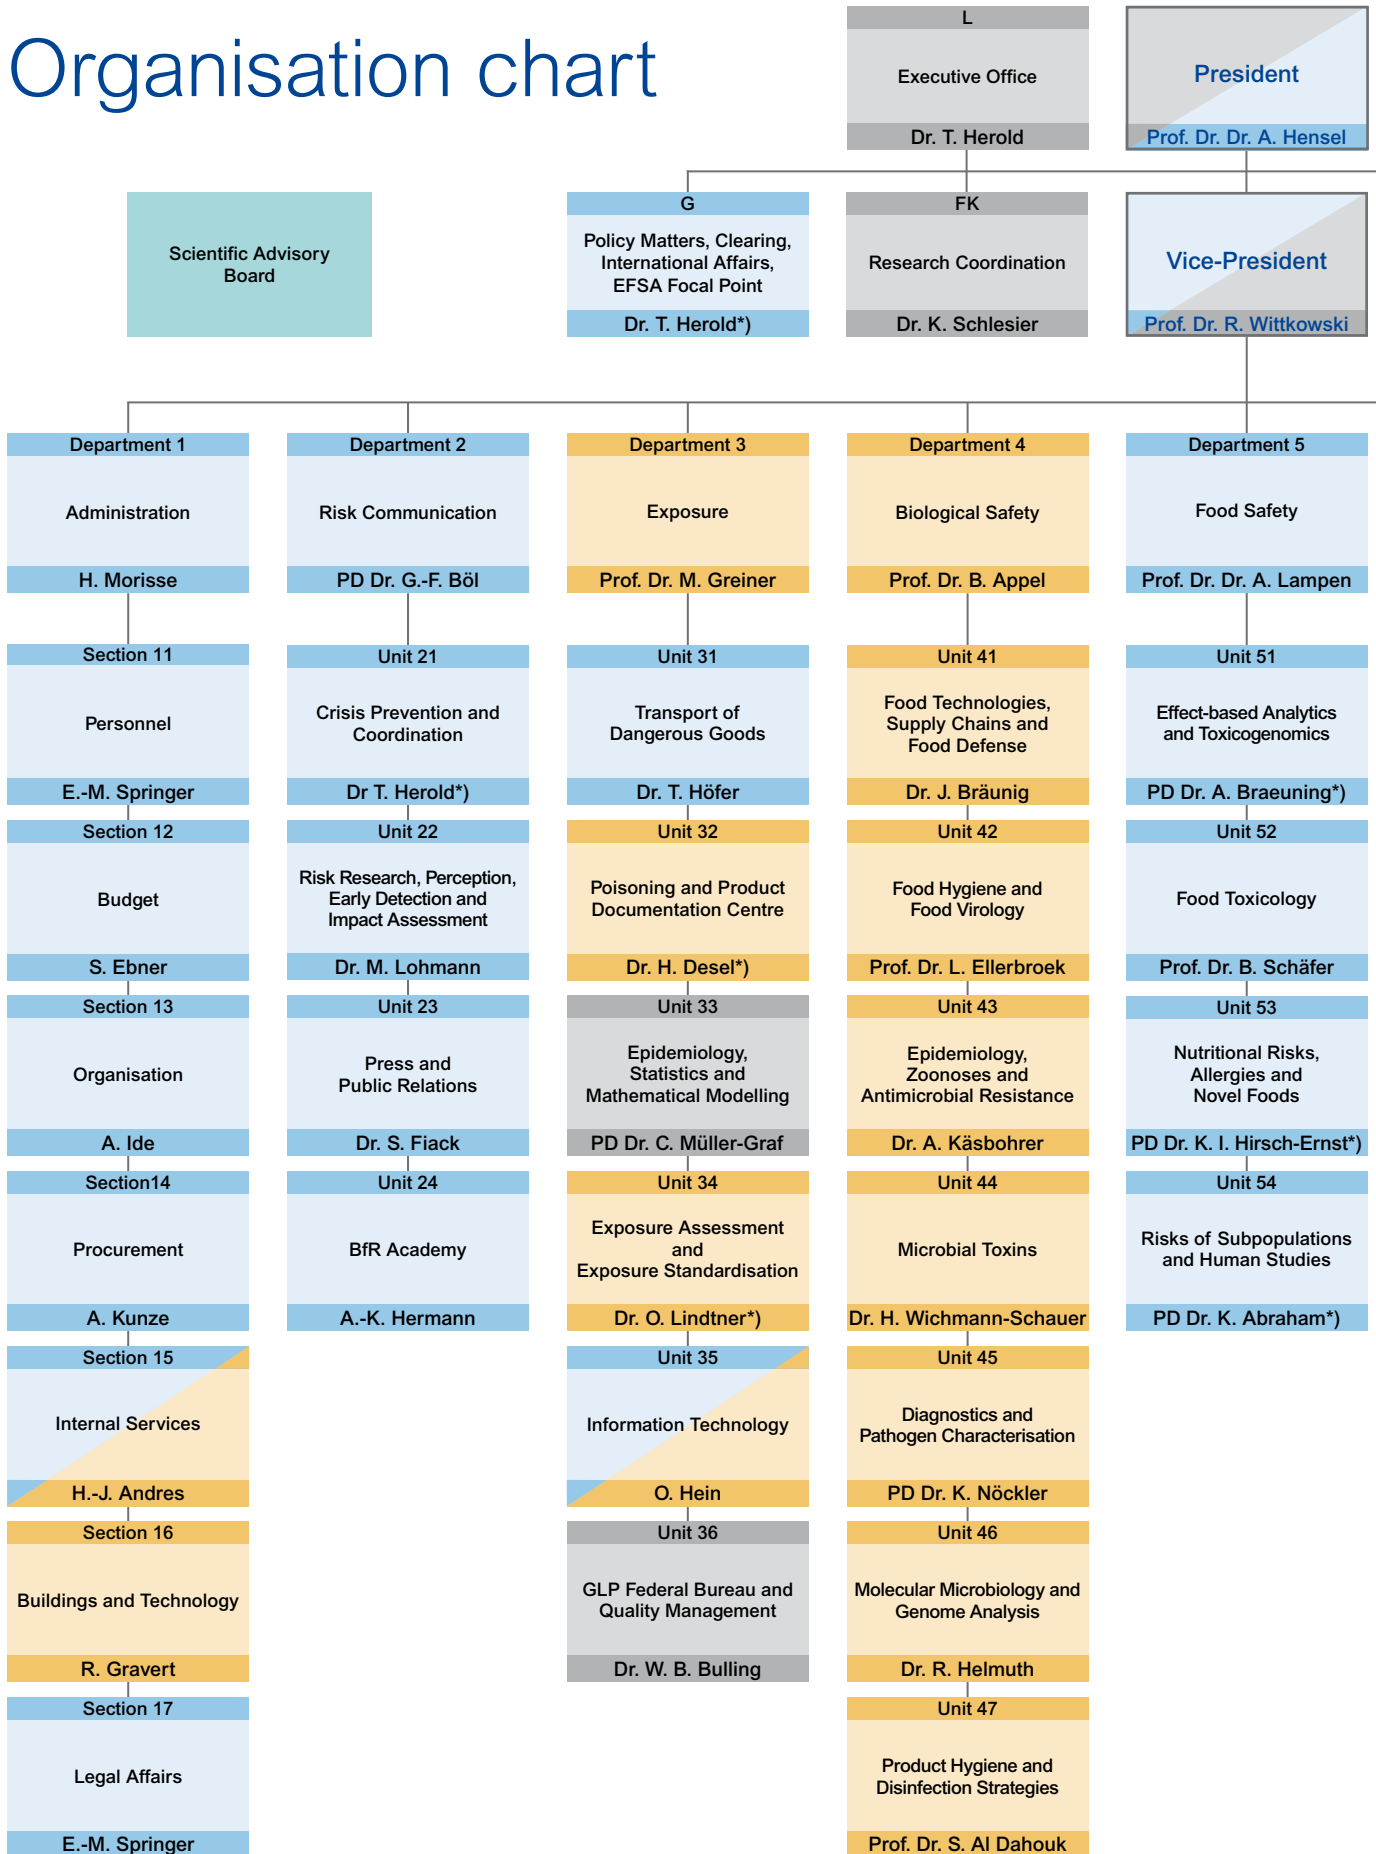 Organisation chart
L
Executive Office
Dr. T. Herold
President
Prof. Dr. Dr. A. Hensel
Scientific Advisory
Board
G
Policy Matters, Clearing,
International Affairs,
EFSA Focal Point
Dr. T. Herold*)
FK
Research Coordination
Dr. K. Schlesier
Vice-President
Prof. Dr. R. Wittkowski
Department 1
Administration
H. Morisse
Section 11
Personnel
E.-M. Springer
Section 12
Budget
S. Ebner
Section 13
Organisation
A. Ide
Section14
Procurement
A. Kunze
Section 15
Internal Services
H.-J. Andres
Section 16
Buildings and Technology
R. Gravert
Section 17
Legal Affairs
E.-M. Springer
Department 2
Risk Communication
PD Dr. G.-F. Böl
Unit 21
Crisis Prevention and
Coordination
Dr T. Herold*)
Unit 22
Risk Research, Perception,
Early Detection and
Impact Assessment
Dr. M. Lohmann
Unit 23
Press and
Public Relations
Dr. S. Fiack
Unit 24
BfR Academy
A.-K. Hermann
Department 3
Exposure
Prof. Dr. M. Greiner
Unit 31
Transport of
Dangerous Goods
Dr. T. Höfer
Unit 32
Poisoning and Product
Documentation Centre
Dr. H. Desel*)
Unit 33
Epidemiology,
Statistics and
Mathematical Modelling
PD Dr. C. Müller-Graf
Unit 34
Exposure Assessment
and
Exposure Standardisation
Dr. O. Lindtner*)
Unit 35
Information Technology
O. Hein
Unit 36
GLP Federal Bureau and
Quality Management
Dr. W. B. Bulling
Department 4
Biological Safety
Prof. Dr. B. Appel
Unit 41
Food Technologies,
Supply Chains and
Food Defense
Dr. J. Bräunig
Unit 42
Food Hygiene and
Food Virology
Prof. Dr. L. Ellerbroek
Unit 43
Epidemiology,
Zoonoses and
Antimicrobial Resistance
Dr. A. Käsbohrer
Unit 44
Microbial Toxins
Dr. H. Wichmann-Schauer
Unit 45
Diagnostics and
Pathogen Characterisation
PD Dr. K. Nöckler
Unit 46
Molecular Microbiology and
Genome Analysis
Dr. R. Helmuth
Unit 47
Product Hygiene and
Disinfection Strategies
Prof. Dr. S. Al Dahouk
Department 5
Food Safety
Prof. Dr. Dr. A. Lampen
Unit 51
Effect-based Analytics
and Toxicogenomics
PD Dr. A. Braeuning*)
Unit 52
Food Toxicology
Prof. Dr. B. Schäfer
Unit 53
Nutritional Risks,
Allergies and
Novel Foods
PD Dr. K. I. Hirsch-Ernst*)
Unit 54
Risks of Subpopulations
and Human Studies
PD Dr. K. Abraham*)